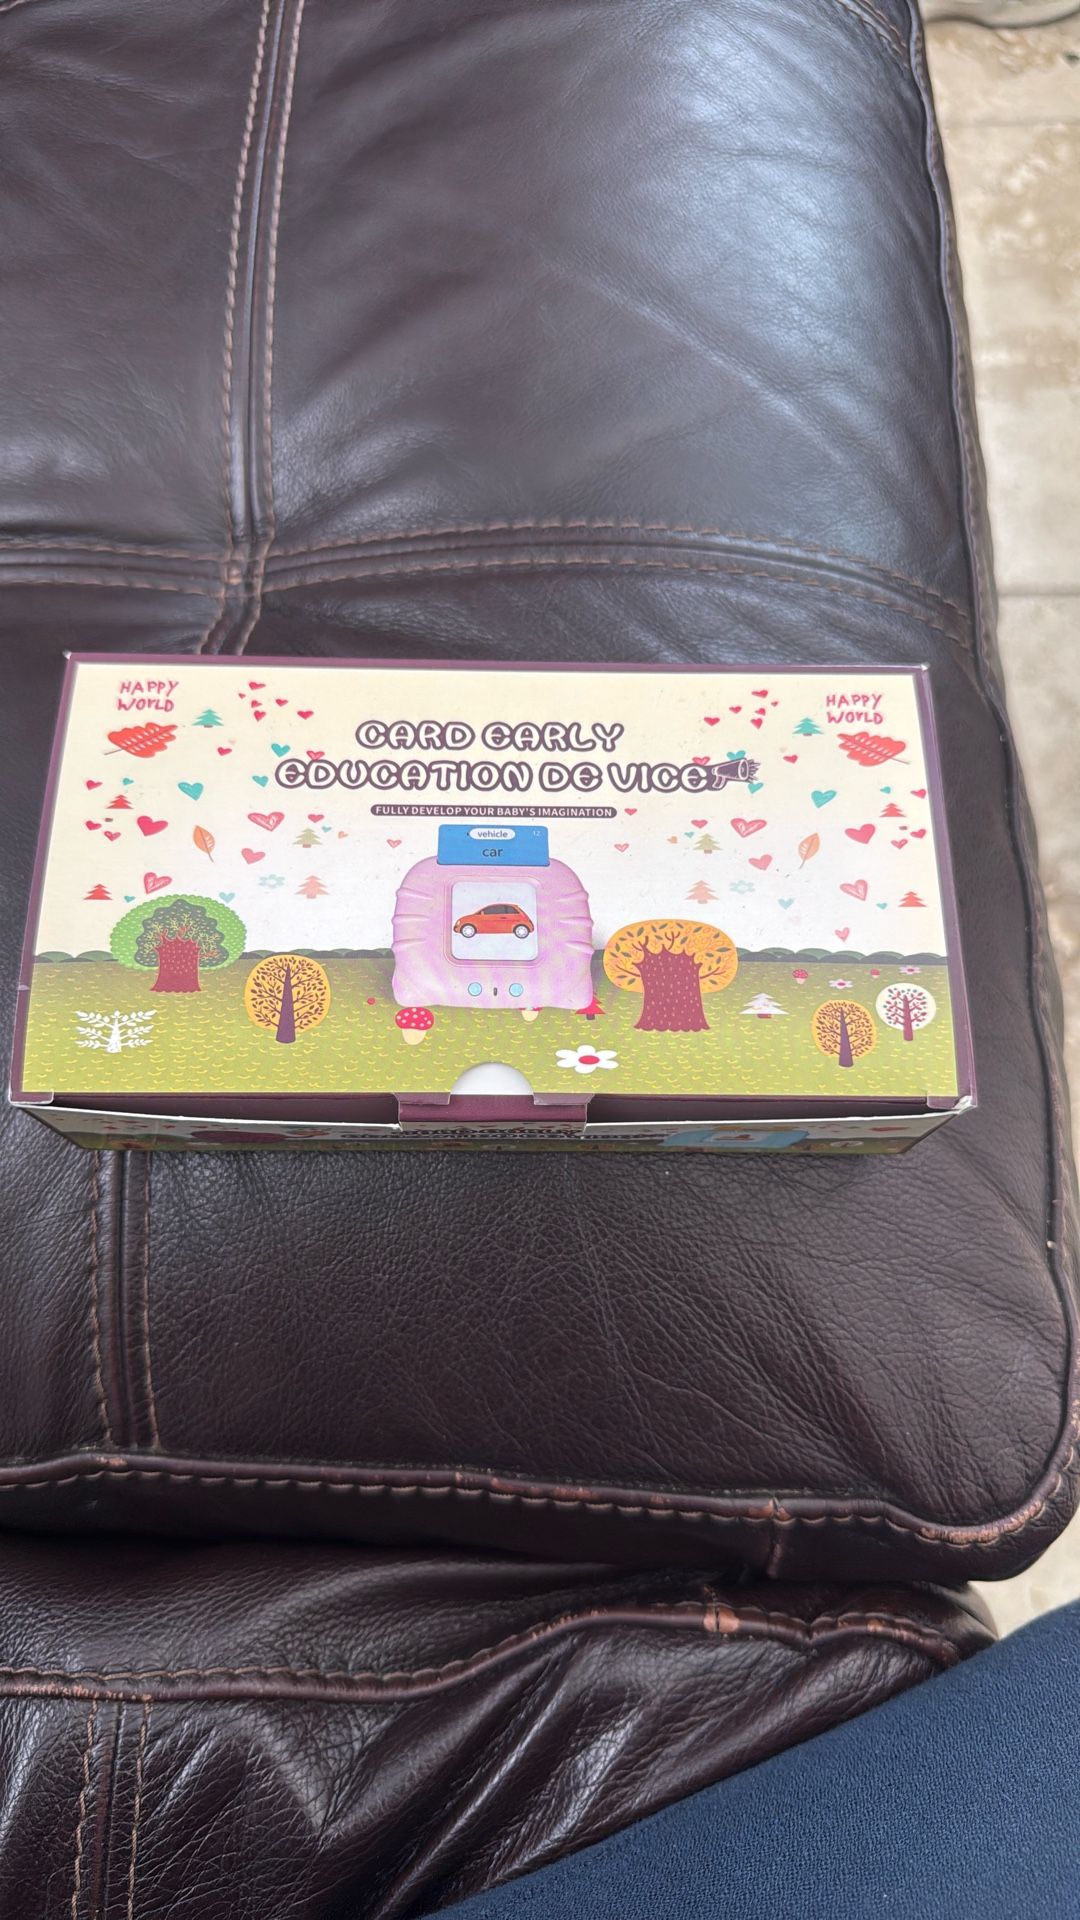 HAPPY
WORLD
HAPPY
WORLD
CARD EARLY
EDUCATION DE VICE
FULLY DEVELOP YOUR BABY'S IMAGINATION
vehicle 12
car